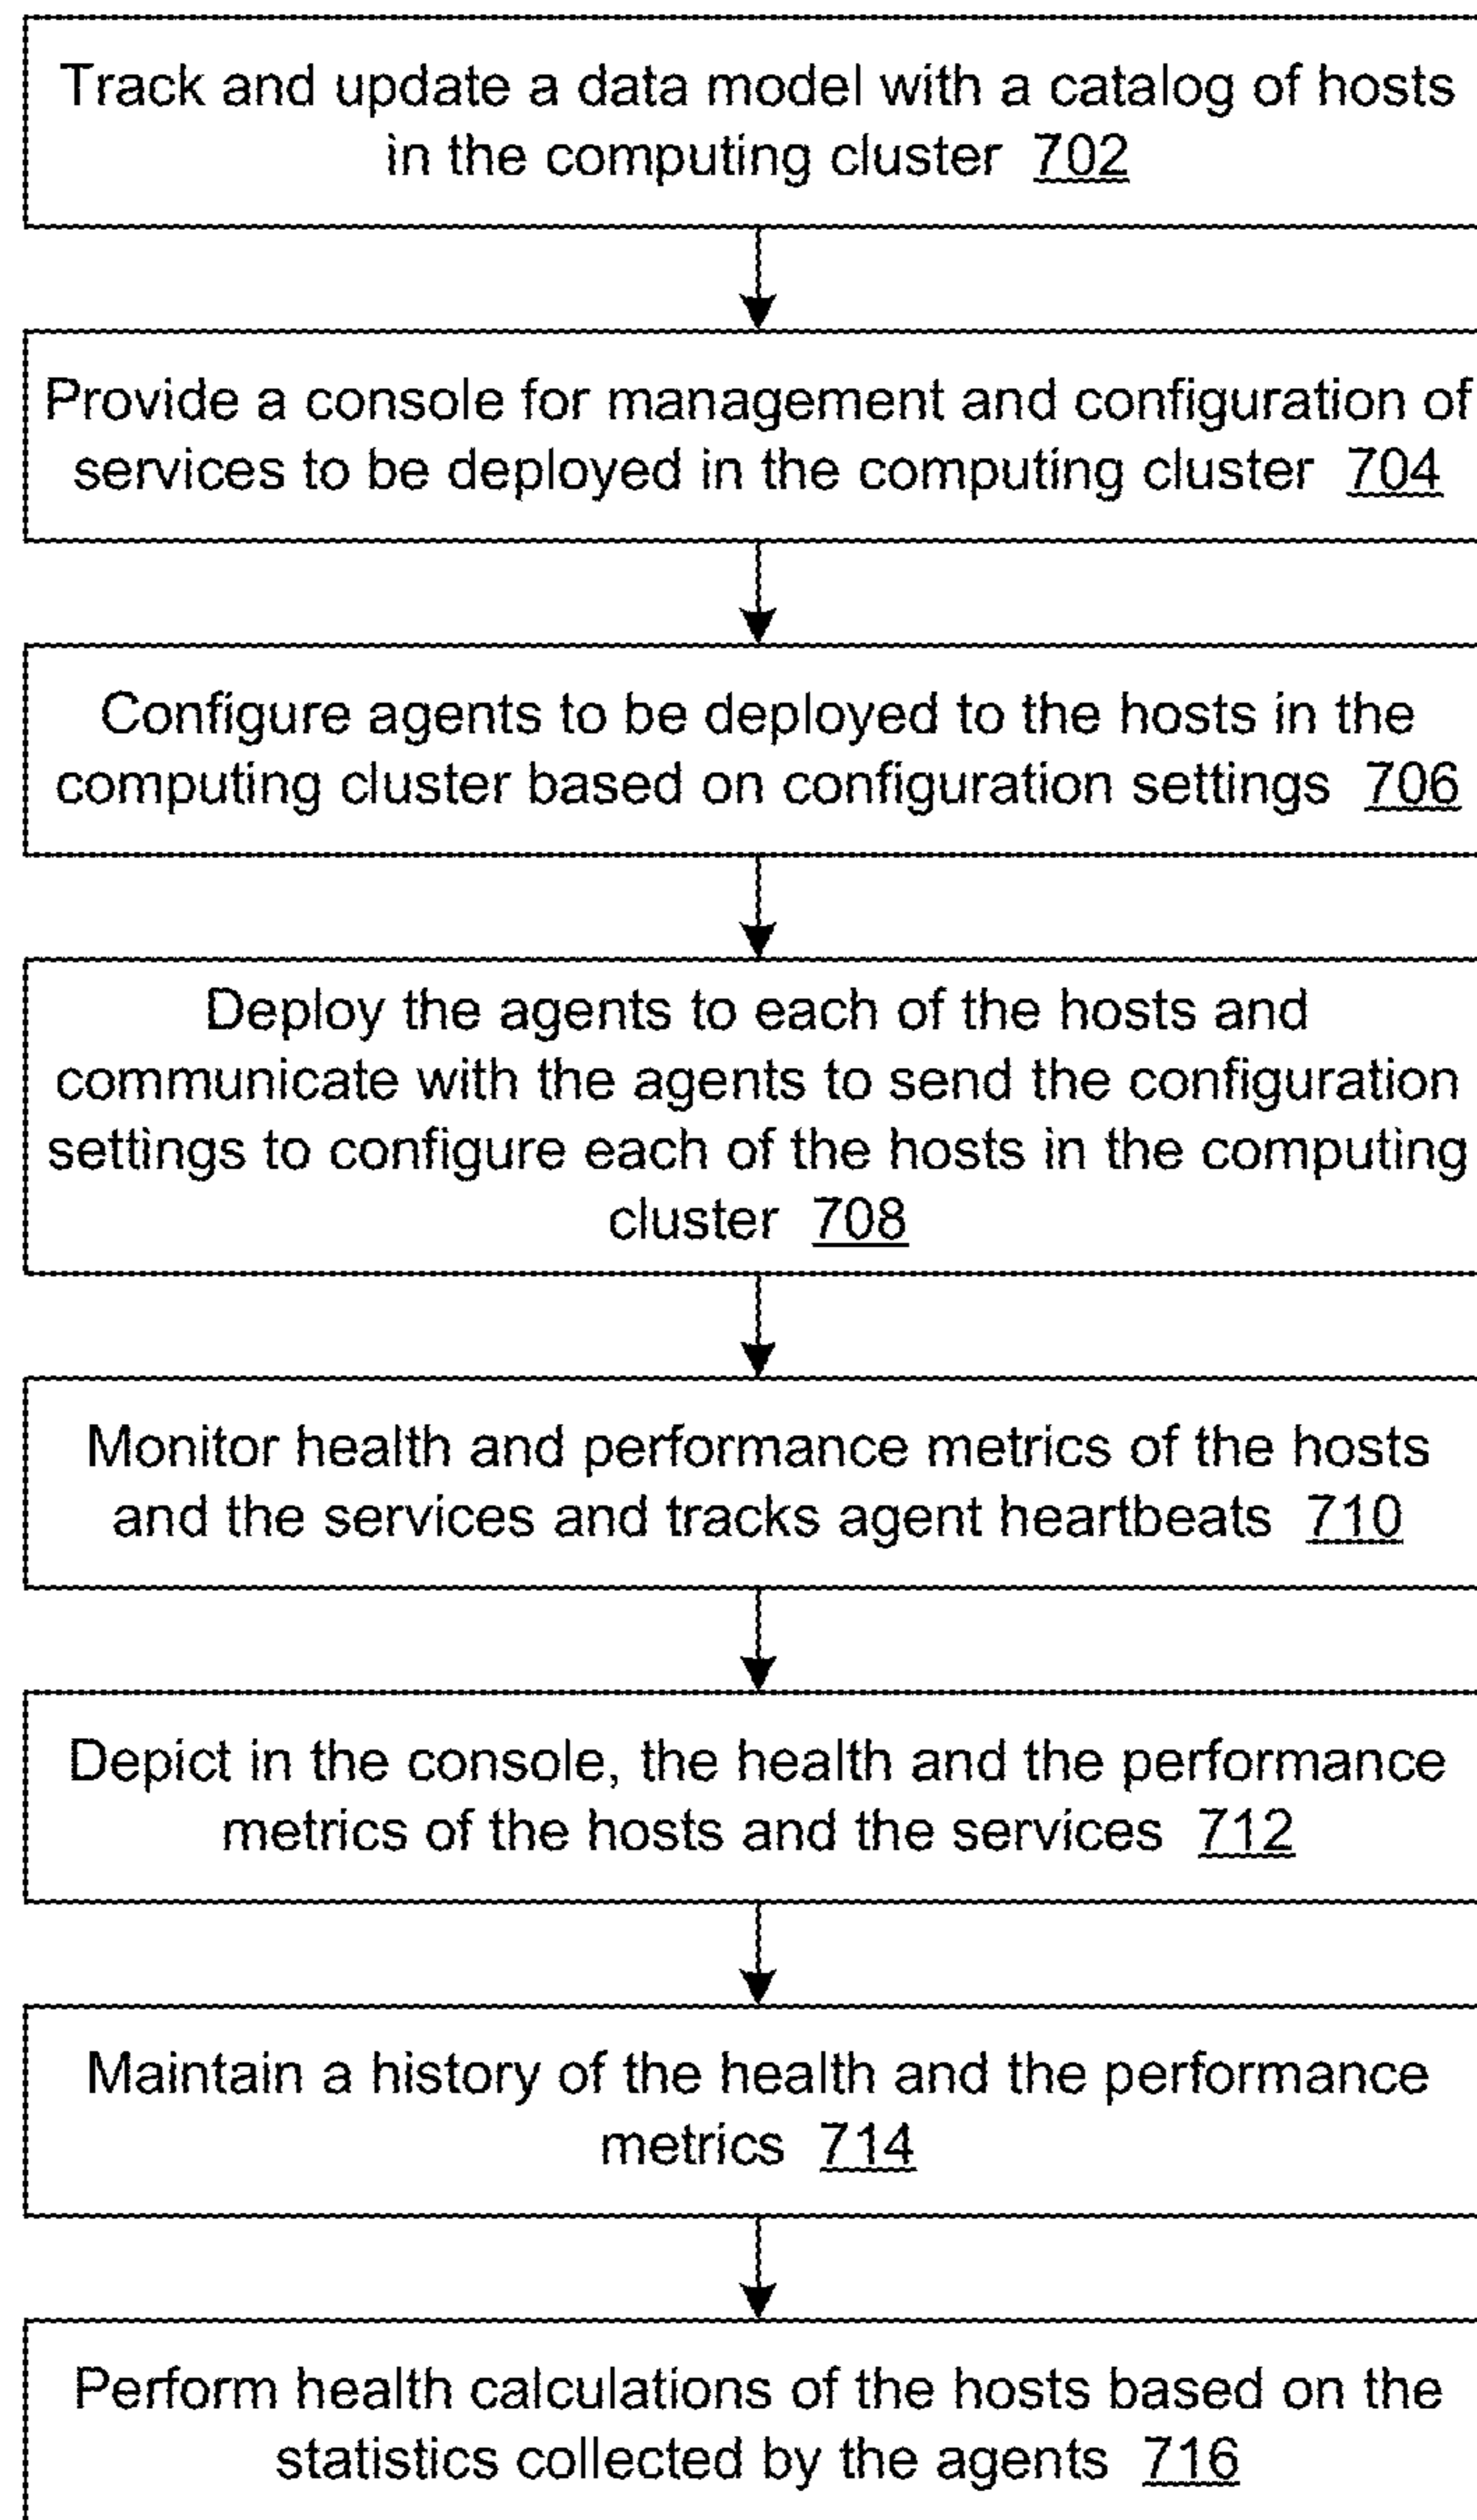 Track and update a data model with a catalog of hosts
in the computing cluster 702
Provide a console for management and configuration of
services to be deployed in the computing cluster 704
Configure agents to be deployed to the hosts in the
computing cluster based on configuration settings 706
Deploy the agents to each of the hosts and
communicate with the agents to send the configuration
settings to configure each of the hosts in the computing
cluster 708
Monitor health and performance metrics of the hosts
and the services and tracks agent heartbeats 710
Depict in the console, the health and the performance
metrics of the hosts and the services 712
Maintain a history of the health and the performance
metrics 714
Perform health calculations of the hosts based on the
statistics collected by the agents 716